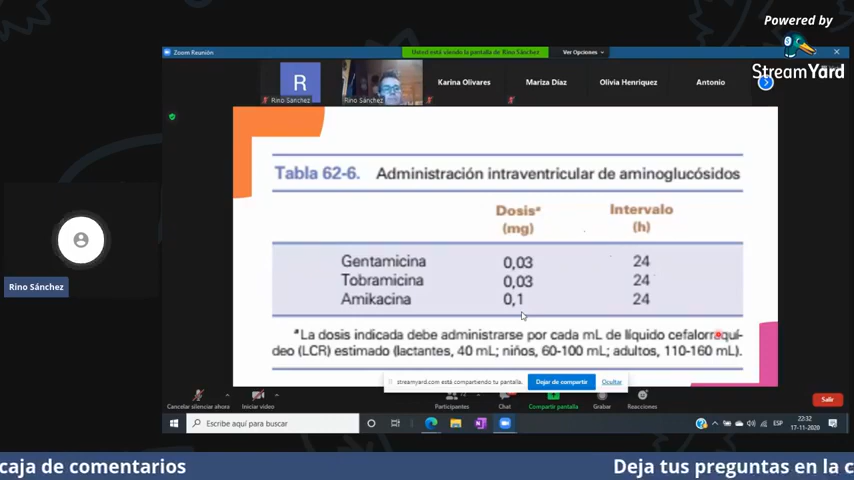 Powered by
StreamYard
Zoom Reunión
Usted está viendo la pantalla de Rino Sánchez
Ver Opciones
R
Rino Sánchez
Rino Sánchez
Karina Olivares
Mariza Díaz
Olivia Henriquez
Antonio
Tabla 62-6. Administración intraventricular de aminoglucósidos
Dosisª Intervalo
(mg) (h)
Gentamicina 0,03 24
Tobramicina 0,03 24
Amikacina 0,1 24
ªLa dosis indicada debe administrarse por cada mL de líquido cefalorraquí-
deo (LCR) estimado (lactantes, 40 mL; niños, 60-100 mL; adultos, 110-160 mL).
Rino Sánchez
streamyard.com está compartiendo tu pantalla.
Dejar de compartir
Ocultar
Cancelar silenciar ahora
Iniciar video
Participantes
Chat
Compartir pantalla
Grabar
Reacciones
Salir
Escribe aquí para buscar
ESP
22:32
17-11-2020
caja de comentarios
Deja tus preguntas en la c